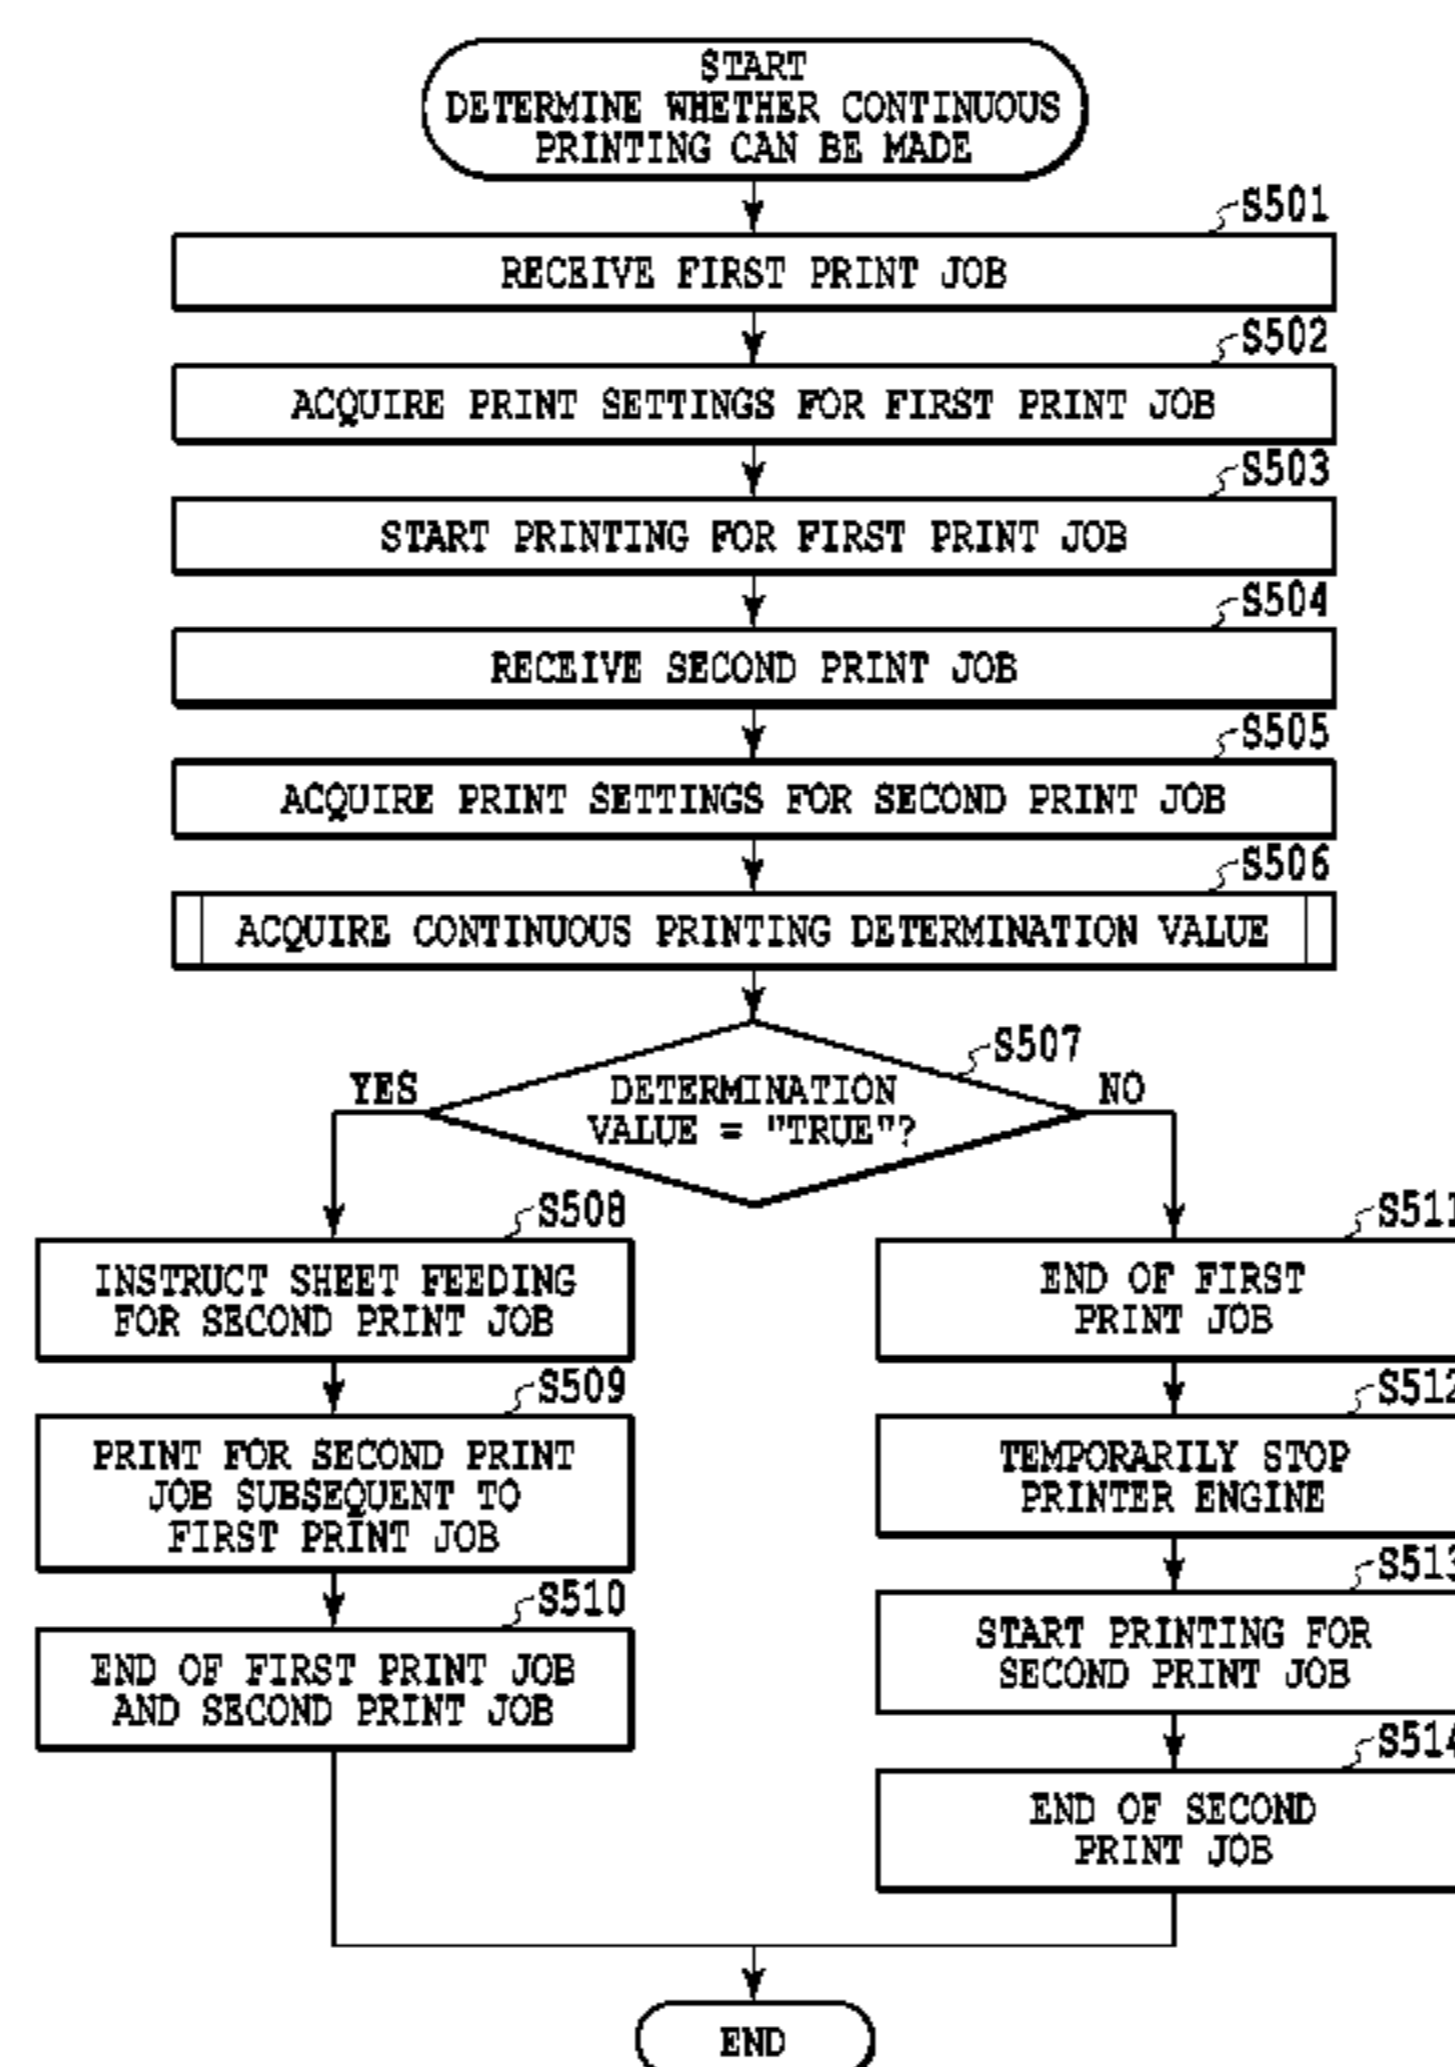 START
DETERMINE WHETHER CONTINUOUS
PRINTING CAN BE MADE
S501
RECEIVE FIRST PRINT JOB
S502
ACQUIRE PRINT SETTINGS FOR FIRST PRINT JOB
S503
START PRINTING FOR FIRST PRINT JOB
S504
RECEIVE SECOND PRINT JOB
S505
ACQUIRE PRINT SETTINGS FOR SECOND PRINT JOB
S506
ACQUIRE CONTINUOUS PRINTING DETERMINATION VALUE
S507
DETERMINATION
VALUE = "TRUE"?
YES
NO
S508
INSTRUCT SHEET FEEDING
FOR SECOND PRINT JOB
S509
PRINT FOR SECOND PRINT
JOB SUBSEQUENT TO
FIRST PRINT JOB
S510
END OF FIRST PRINT JOB
AND SECOND PRINT JOB
S511
END OF FIRST
PRINT JOB
S512
TEMPORARILY STOP
PRINTER ENGINE
S513
START PRINTING FOR
SECOND PRINT JOB
S514
END OF SECOND
PRINT JOB
END